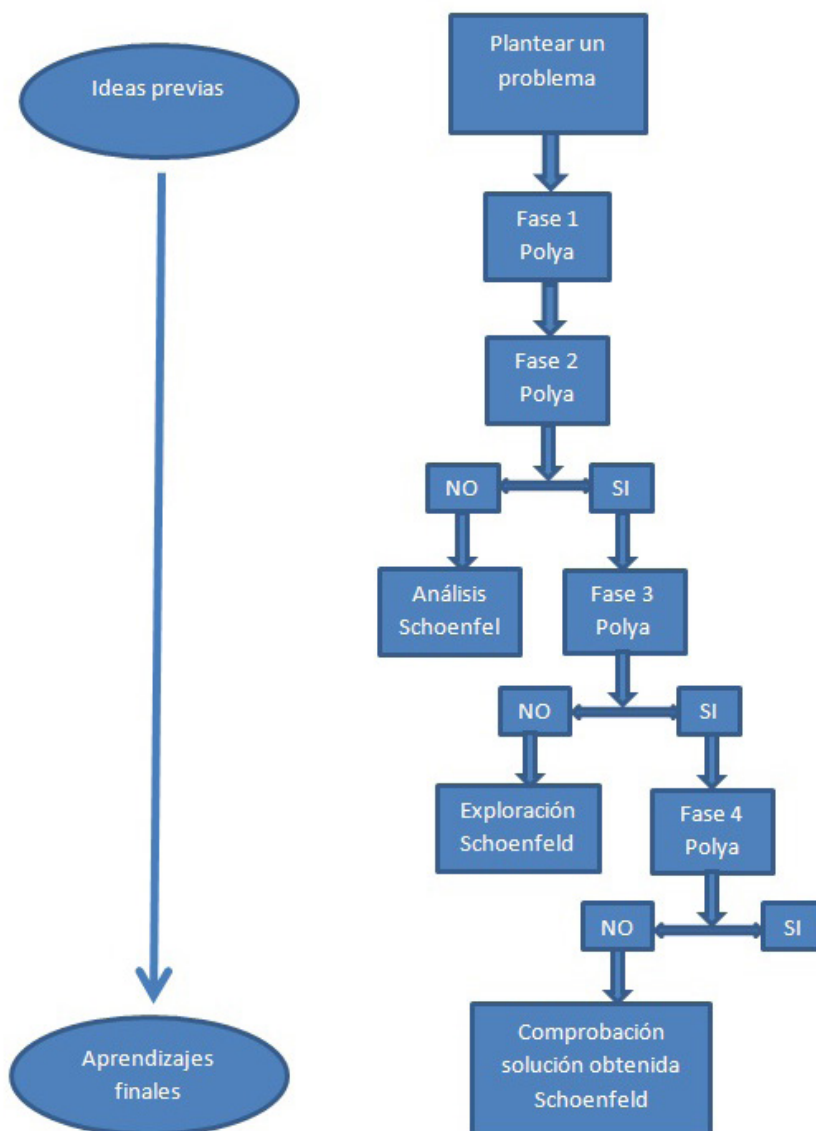 Ideas previas
Plantear un
problema
Fase 1
Polya
Fase 2
Polya
NO
SI
Análisis
Schoenfel
Fase 3
Polya
NO
SI
Exploración
Schoenfeld
Fase 4
Polya
NO
SI
Aprendizajes
finales
Comprobación
solución obtenida
Schoenfeld